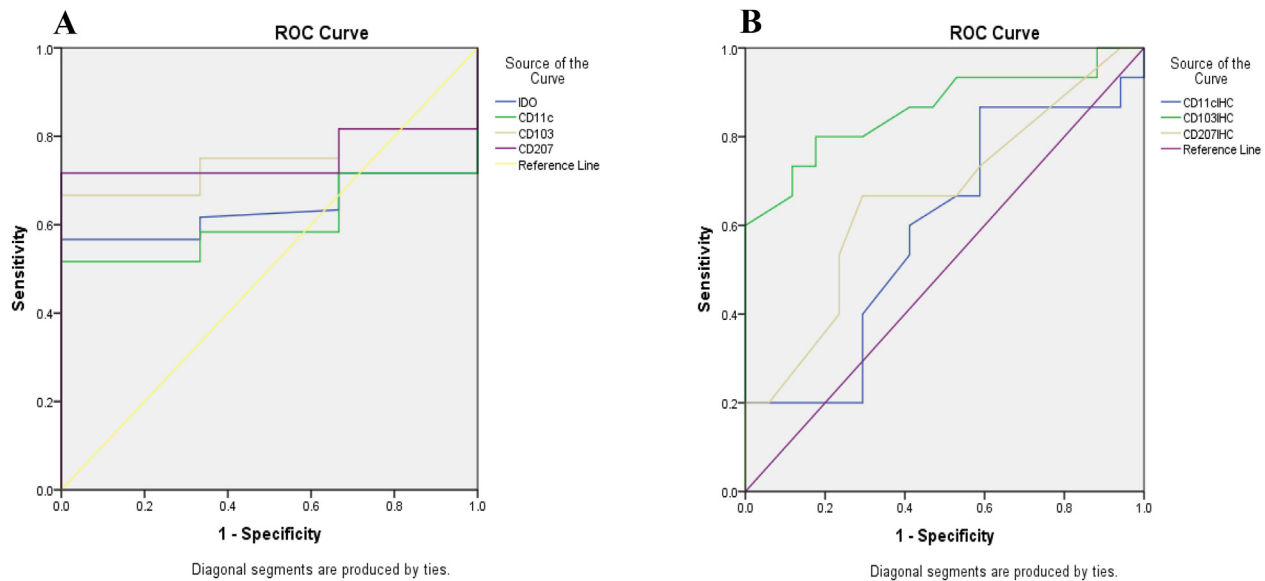 A
ROC Curve
Source of the
Curve
IDO
CD11c
CD103
CD207
Reference Line
Sensitivity
1.0
0.8
0.6
0.4
0.2
0.0
0.0 0.2 0.4 0.6 0.8 1.0
1 - Specificity
Diagonal segments are produced by ties.
B
ROC Curve
Source of the
Curve
CD11cIHC
CD103IHC
CD207IHC
Reference Line
Sensitivity
1.0
0.8
0.6
0.4
0.2
0.0
0.0 0.2 0.4 0.6 0.8 1.0
1 - Specificity
Diagonal segments are produced by ties.